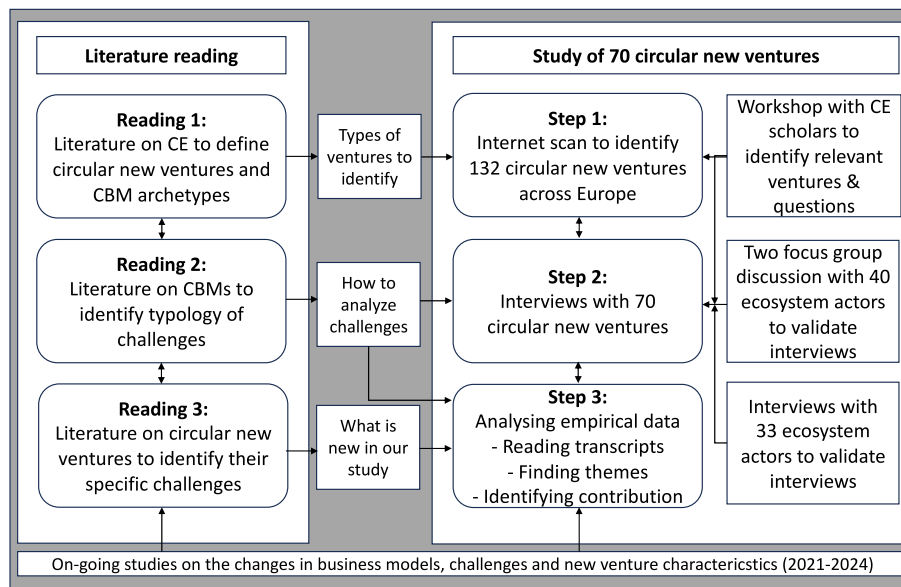 Literature reading
Reading 1:
Literature on CE to define
circular new ventures and
CBM archetypes
Reading 2:
Literature on CBMs to
identify typology of
challenges
Reading 3:
Literature on circular new
ventures to identify their
specific challenges
Types of
ventures to
identify
How to
analyze
challenges
What is
new in our
study
Study of 70 circular new ventures
Step 1:
Internet scan to identify
132 circular new ventures
across Europe
Step 2:
Interviews with 70
circular new ventures
Step 3:
Analysing empirical data
- Reading transcripts
- Finding themes
- Identifying contribution
Workshop with CE
scholars to
identify relevant
ventures &
questions
Two focus group
discussion with 40
ecosystem actors
to validate
interviews
Interviews with
33 ecosystem
actors to validate
interviews
On-going studies on the changes in business models, challenges and new venture charactericstics (2021-2024)